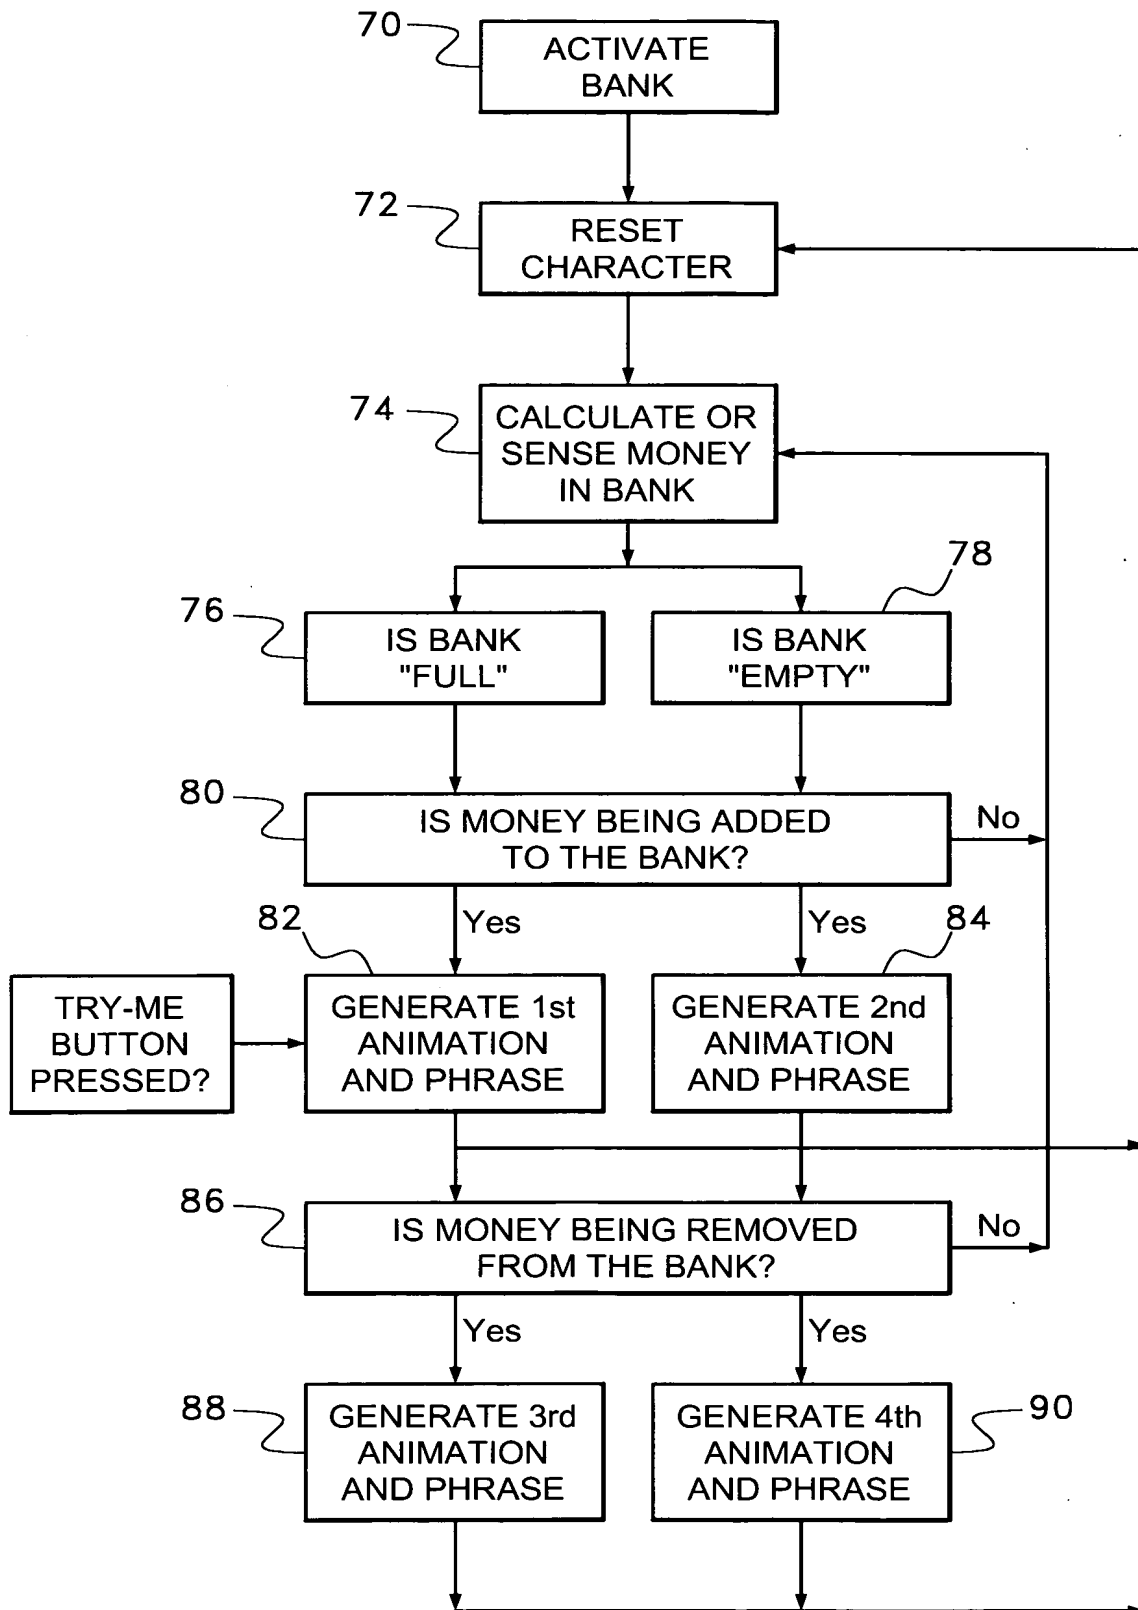 70
ACTIVATE
BANK
72
RESET
CHARACTER
74
CALCULATE OR
SENSE MONEY
IN BANK
76
IS BANK
"FULL"
78
IS BANK
"EMPTY"
80
IS MONEY BEING ADDED
TO THE BANK?
No
Yes
Yes
82
84
TRY-ME
BUTTON
PRESSED?
GENERATE 1st
ANIMATION
AND PHRASE
GENERATE 2nd
ANIMATION
AND PHRASE
86
IS MONEY BEING REMOVED
FROM THE BANK?
No
Yes
Yes
88
GENERATE 3rd
ANIMATION
AND PHRASE
GENERATE 4th
ANIMATION
AND PHRASE
90